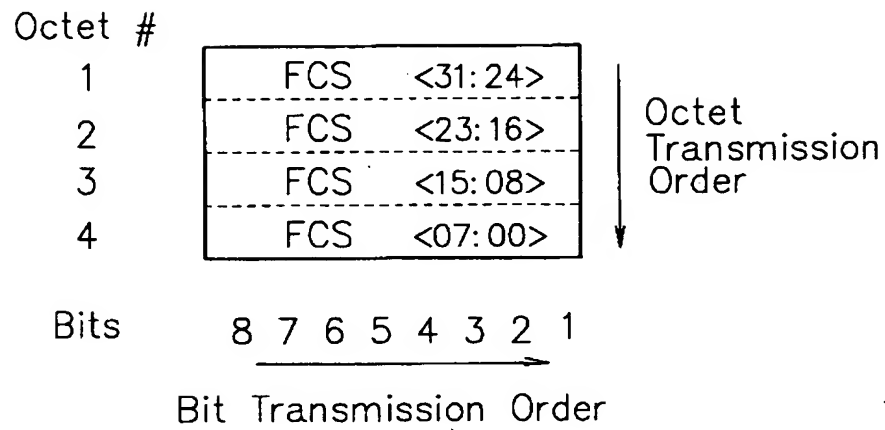 Octet #
1 FCS <31:24>
2 FCS <23:16>
3 FCS <15:08>
4 FCS <07:00>
Octet
Transmission
Order
Bits 8 7 6 5 4 3 2 1
Bit Transmission Order